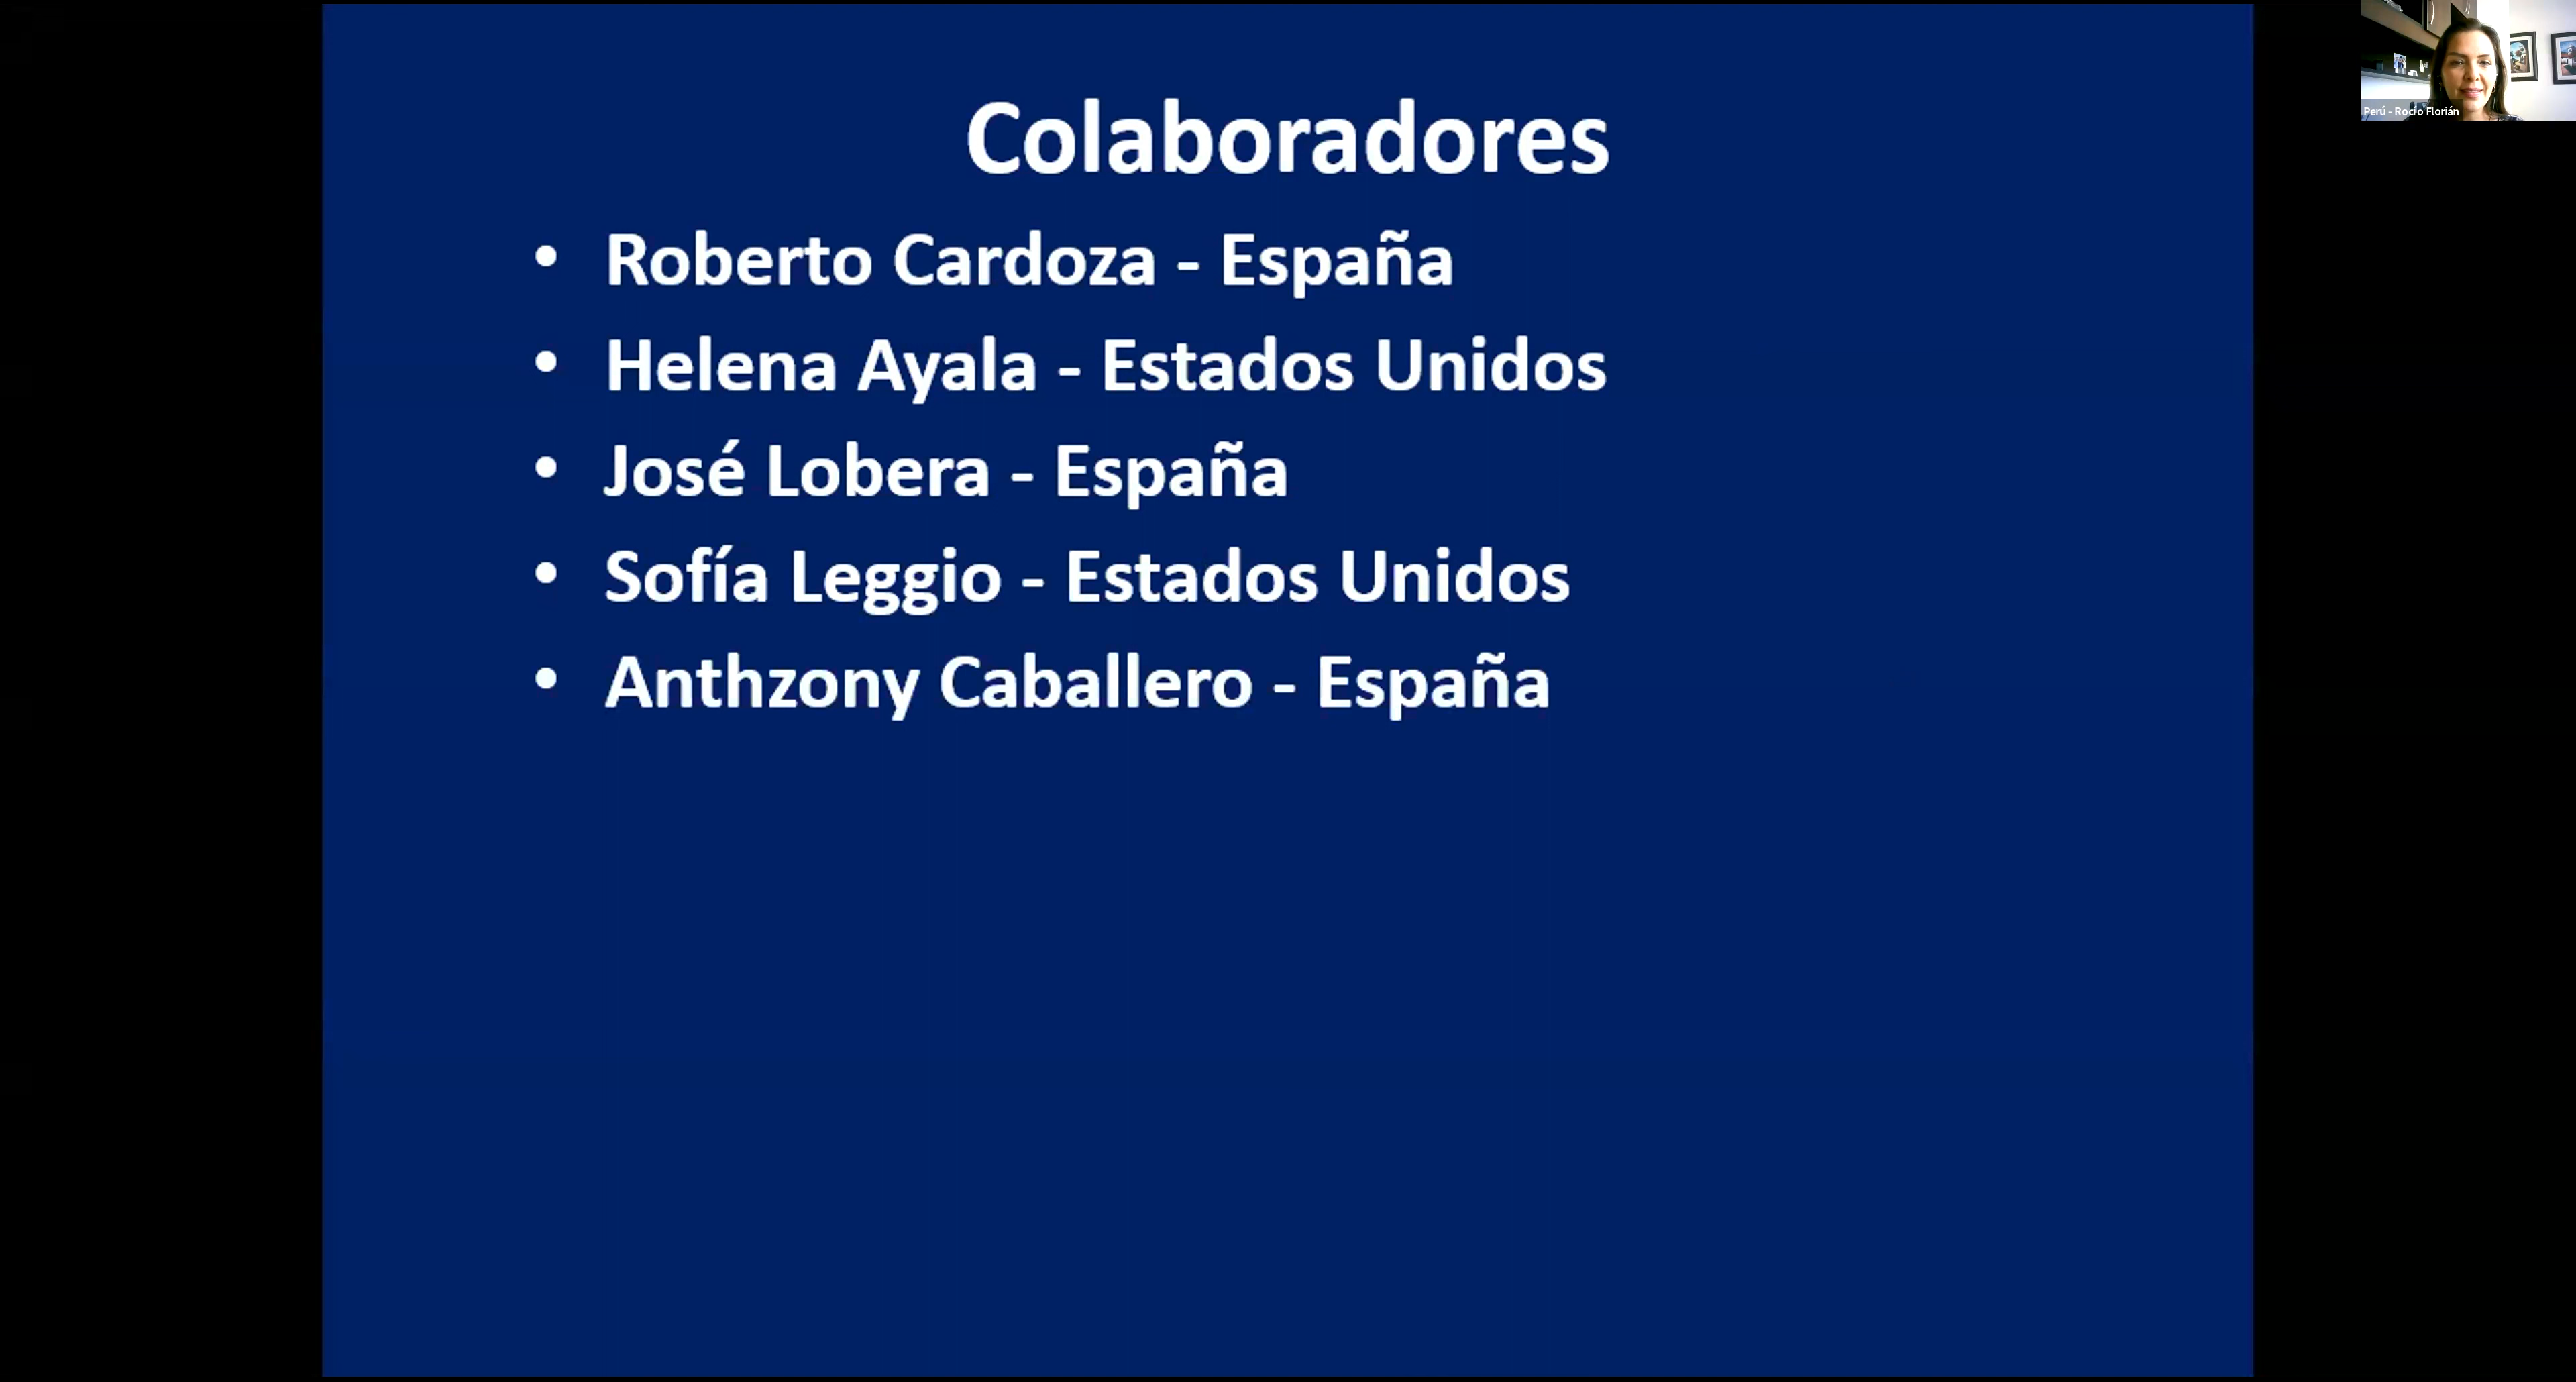 Colaboradores
• Roberto Cardoza - España
• Helena Ayala - Estados Unidos
• José Lobera - España
• Sofía Leggio - Estados Unidos
• Anthzony Caballero - España
Perú - Rocío Florián